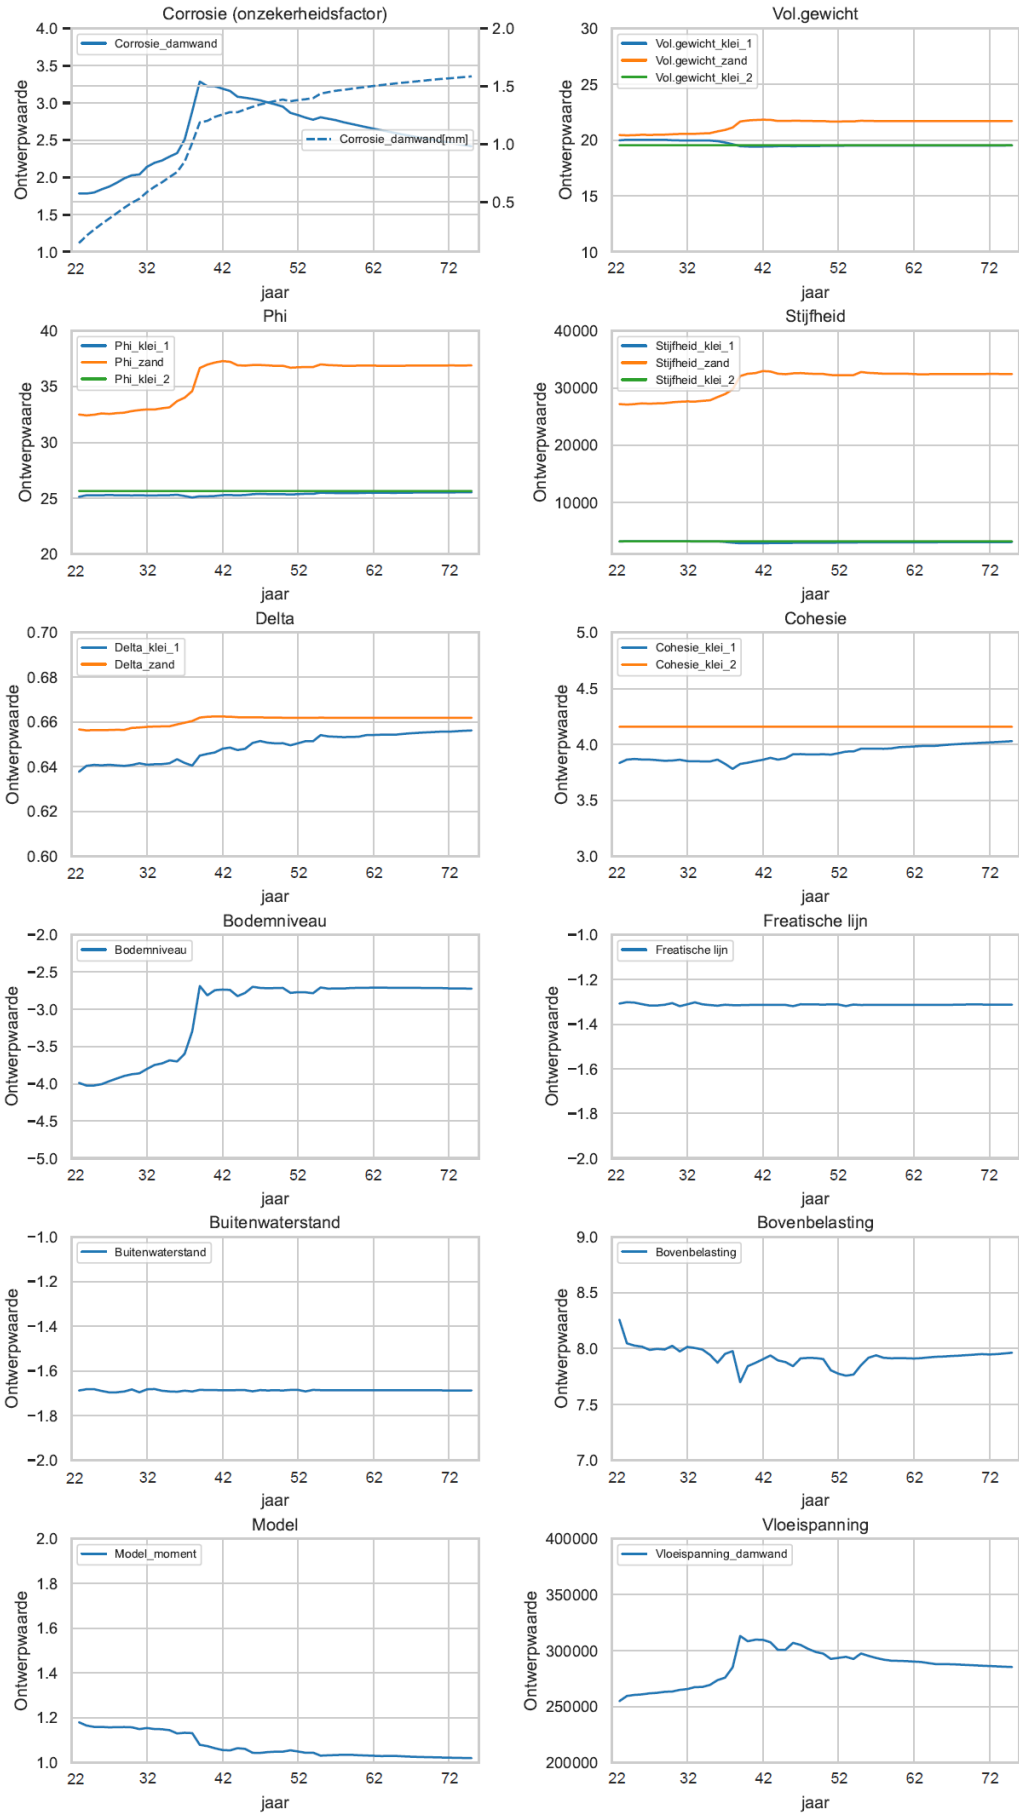 Corrosie (onzekerheidsfactor)
4.0
3.5
3.0
2.5
2.0
1.5
1.0
2.0
1.5
1.0
0.5
Corrosie_damwand
Corrosie_damwand[mm]
Ontwerpwaarde
22 32 42 52 62 72
jaar
Vol.gewicht
30
25
20
15
10
Vol.gewicht_klei_1
Vol.gewicht_zand
Vol.gewicht_klei_2
Ontwerpwaarde
22 32 42 52 62 72
jaar
Phi
40
35
30
25
20
Phi_klei_1
Phi_zand
Phi_klei_2
Ontwerpwaarde
22 32 42 52 62 72
jaar
Stijfheid
40000
30000
20000
10000
Stijfheid_klei_1
Stijfheid_zand
Stijfheid_klei_2
Ontwerpwaarde
22 32 42 52 62 72
jaar
Delta
0.70
0.68
0.66
0.64
0.62
0.60
Delta_klei_1
Delta_zand
Ontwerpwaarde
22 32 42 52 62 72
jaar
Cohesie
5.0
4.5
4.0
3.5
3.0
Cohesie_klei_1
Cohesie_klei_2
Ontwerpwaarde
22 32 42 52 62 72
jaar
Bodemniveau
−2.0
−2.5
−3.0
−3.5
−4.0
−4.5
−5.0
Bodemniveau
Ontwerpwaarde
22 32 42 52 62 72
jaar
Freatische lijn
−1.0
−1.2
−1.4
−1.6
−1.8
−2.0
Freatische lijn
Ontwerpwaarde
22 32 42 52 62 72
jaar
Buitenwaterstand
−1.0
−1.2
−1.4
−1.6
−1.8
−2.0
Buitenwaterstand
Ontwerpwaarde
22 32 42 52 62 72
jaar
Bovenbelasting
9.0
8.5
8.0
7.5
7.0
Bovenbelasting
Ontwerpwaarde
22 32 42 52 62 72
jaar
Model
2.0
1.8
1.6
1.4
1.2
1.0
Model_moment
Ontwerpwaarde
22 32 42 52 62 72
jaar
Vloeispanning
400000
350000
300000
250000
200000
Vloeispanning_damwand
Ontwerpwaarde
22 32 42 52 62 72
jaar